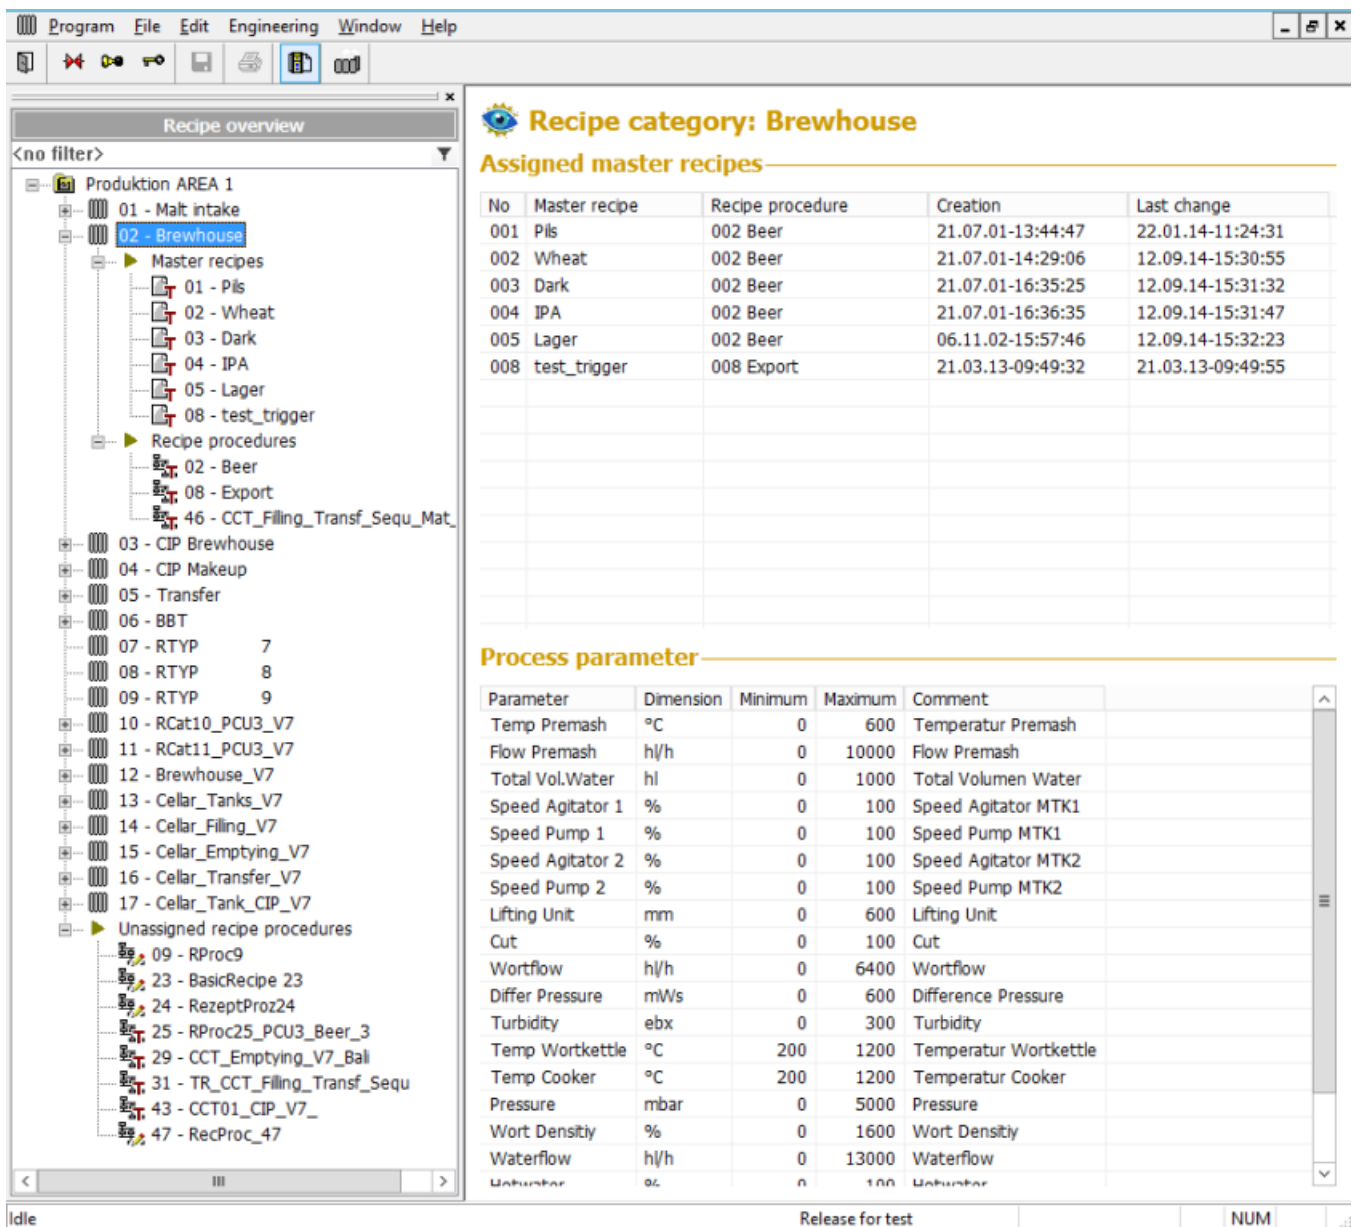 Program File Edit Engineering Window Help
Recipe overview
<no filter>
Produktion AREA 1
01 - Malt intake
02 - Brewhouse
Master recipes
01 - Pils
02 - Wheat
03 - Dark
04 - IPA
05 - Lager
08 - test_trigger
Recipe procedures
02 - Beer
08 - Export
46 - CCT_Filling_Transf_Sequ_Mat_
03 - CIP Brewhouse
04 - CIP Makeup
05 - Transfer
06 - BBT
07 - RTYP 7
08 - RTYP 8
09 - RTYP 9
10 - RCat10_PCU3_V7
11 - RCat11_PCU3_V7
12 - Brewhouse_V7
13 - Cellar_Tanks_V7
14 - Cellar_Filing_V7
15 - Cellar_Emptying_V7
16 - Cellar_Transfer_V7
17 - Cellar_Tank_CIP_V7
Unassigned recipe procedures
09 - RProc9
23 - BasicRecipe 23
24 - RezeptProz24
25 - RProc25_PCU3_Beer_3
29 - CCT_Emptying_V7_Bali
31 - TR_CCT_Filling_Transf_Sequ
43 - CCT01_CIP_V7_
47 - RecProc_47
Recipe category: Brewhouse
Assigned master recipes
No Master recipe Recipe procedure Creation Last change
001 Pils 002 Beer 21.07.01-13:44:47 22.01.14-11:24:31
002 Wheat 002 Beer 21.07.01-14:29:06 12.09.14-15:30:55
003 Dark 002 Beer 21.07.01-16:35:25 12.09.14-15:31:32
004 IPA 002 Beer 21.07.01-16:36:35 12.09.14-15:31:47
005 Lager 002 Beer 06.11.02-15:57:46 12.09.14-15:32:23
008 test_trigger 008 Export 21.03.13-09:49:32 21.03.13-09:49:55
Process parameter
Parameter Dimension Minimum Maximum Comment
Temp Premash °C 0 600 Temperatur Premash
Flow Premash hl/h 0 10000 Flow Premash
Total Vol.Water hl 0 1000 Total Volumen Water
Speed Agitator 1 % 0 100 Speed Agitator MTK1
Speed Pump 1 % 0 100 Speed Pump MTK1
Speed Agitator 2 % 0 100 Speed Agitator MTK2
Speed Pump 2 % 0 100 Speed Pump MTK2
Lifting Unit mm 0 600 Lifting Unit
Cut % 0 100 Cut
Wortflow hl/h 0 6400 Wortflow
Differ Pressure mWs 0 600 Difference Pressure
Turbidity ebx 0 300 Turbidity
Temp Wortkettle °C 200 1200 Temperatur Wortkettle
Temp Cooker °C 200 1200 Temperatur Cooker
Pressure mbar 0 5000 Pressure
Wort Densitiy % 0 1600 Wort Densitiy
Waterflow hl/h 0 13000 Waterflow
Hotwater % 0 100 Hotwater
Idle Release for test NUM